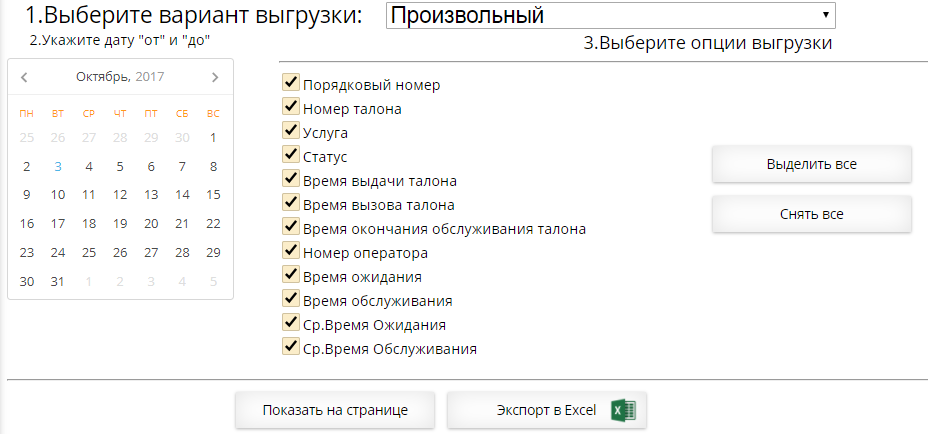 1.Выберите вариант выгрузки: Произвольный
2.Укажите дату "от" и "до"
3.Выберите опции выгрузки
Октябрь, 2017
ПН ВТ СР ЧТ ПТ СБ ВС
25 26 27 28 29 30 1
2 3 4 5 6 7 8
9 10 11 12 13 14 15
16 17 18 19 20 21 22
23 24 25 26 27 28 29
30 31 1 2 3 4 5
Порядковый номер
Номер талона
Услуга
Статус
Время выдачи талона
Время вызова талона
Время окончания обслуживания талона
Номер оператора
Время ожидания
Время обслуживания
Ср.Время Ожидания
Ср.Время Обслуживания
Выделить все
Снять все
Показать на странице
Экспорт в Excel